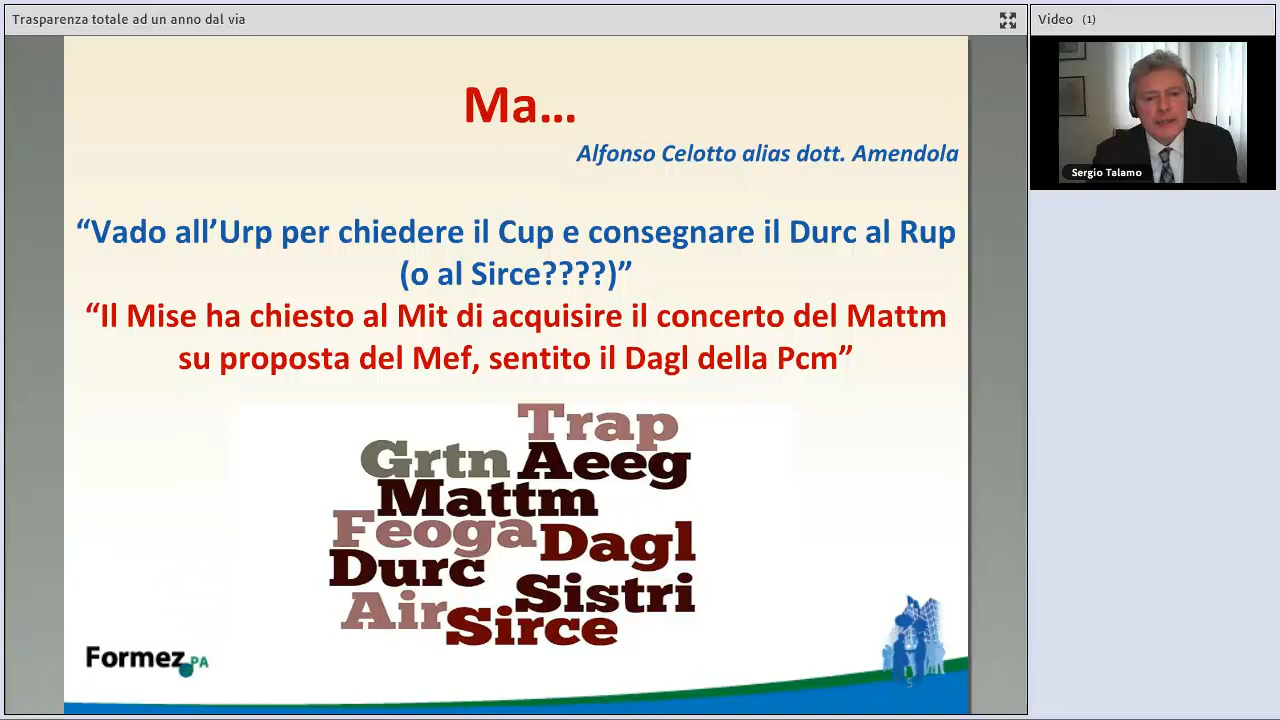 Trasparenza totale ad un anno dal via
Video (1)
Ma...
Alfonso Celotto alias dott. Amendola
“Vado all’Urp per chiedere il Cup e consegnare il Durc al Rup
(o al Sirce????)”
“Il Mise ha chiesto al Mit di acquisire il concerto del Mattm
su proposta del Mef, sentito il Dagl della Pcm”
Trap
Grtn Aeeg
Mattm
Feoga Dagl
Durc
Sistri
Air
Sirce
Formez PA
5
Sergio Talamo